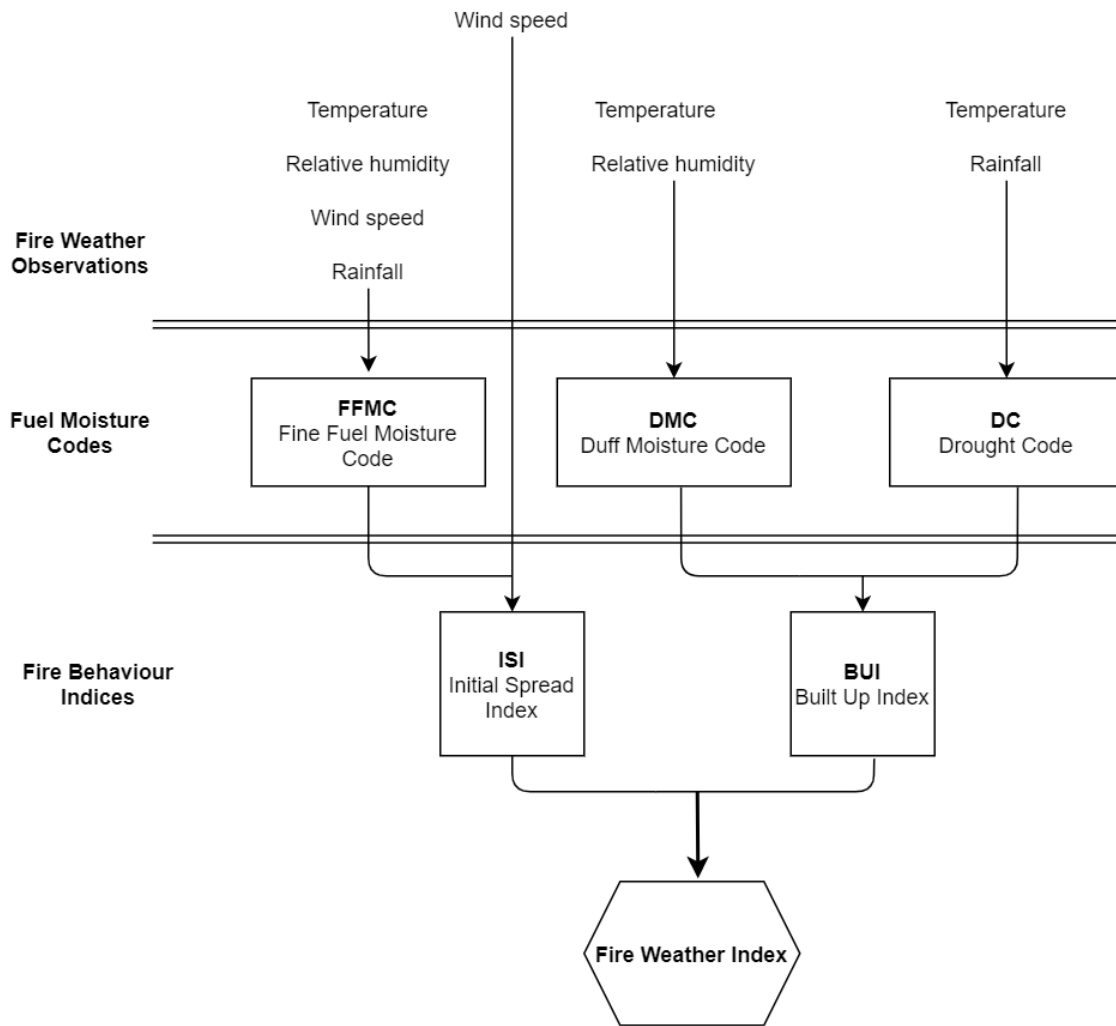 Wind speed
Temperature
Relative humidity
Wind speed
Rainfall
Temperature
Relative humidity
Temperature
Rainfall
Fire Weather
Observations
Fuel Moisture
Codes
FFMC
Fine Fuel Moisture
Code
DMC
Duff Moisture Code
DC
Drought Code
Fire Behaviour
Indices
ISI
Initial Spread
Index
BUI
Built Up Index
Fire Weather Index